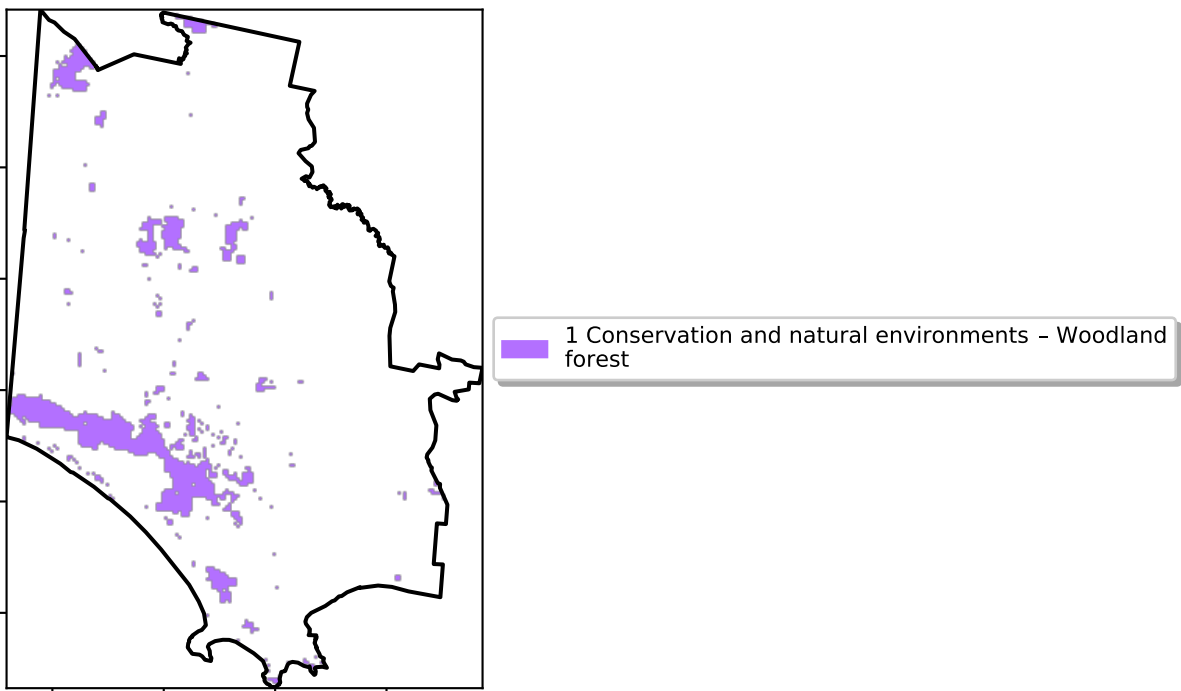 1 Conservation and natural environments – Woodland
forest